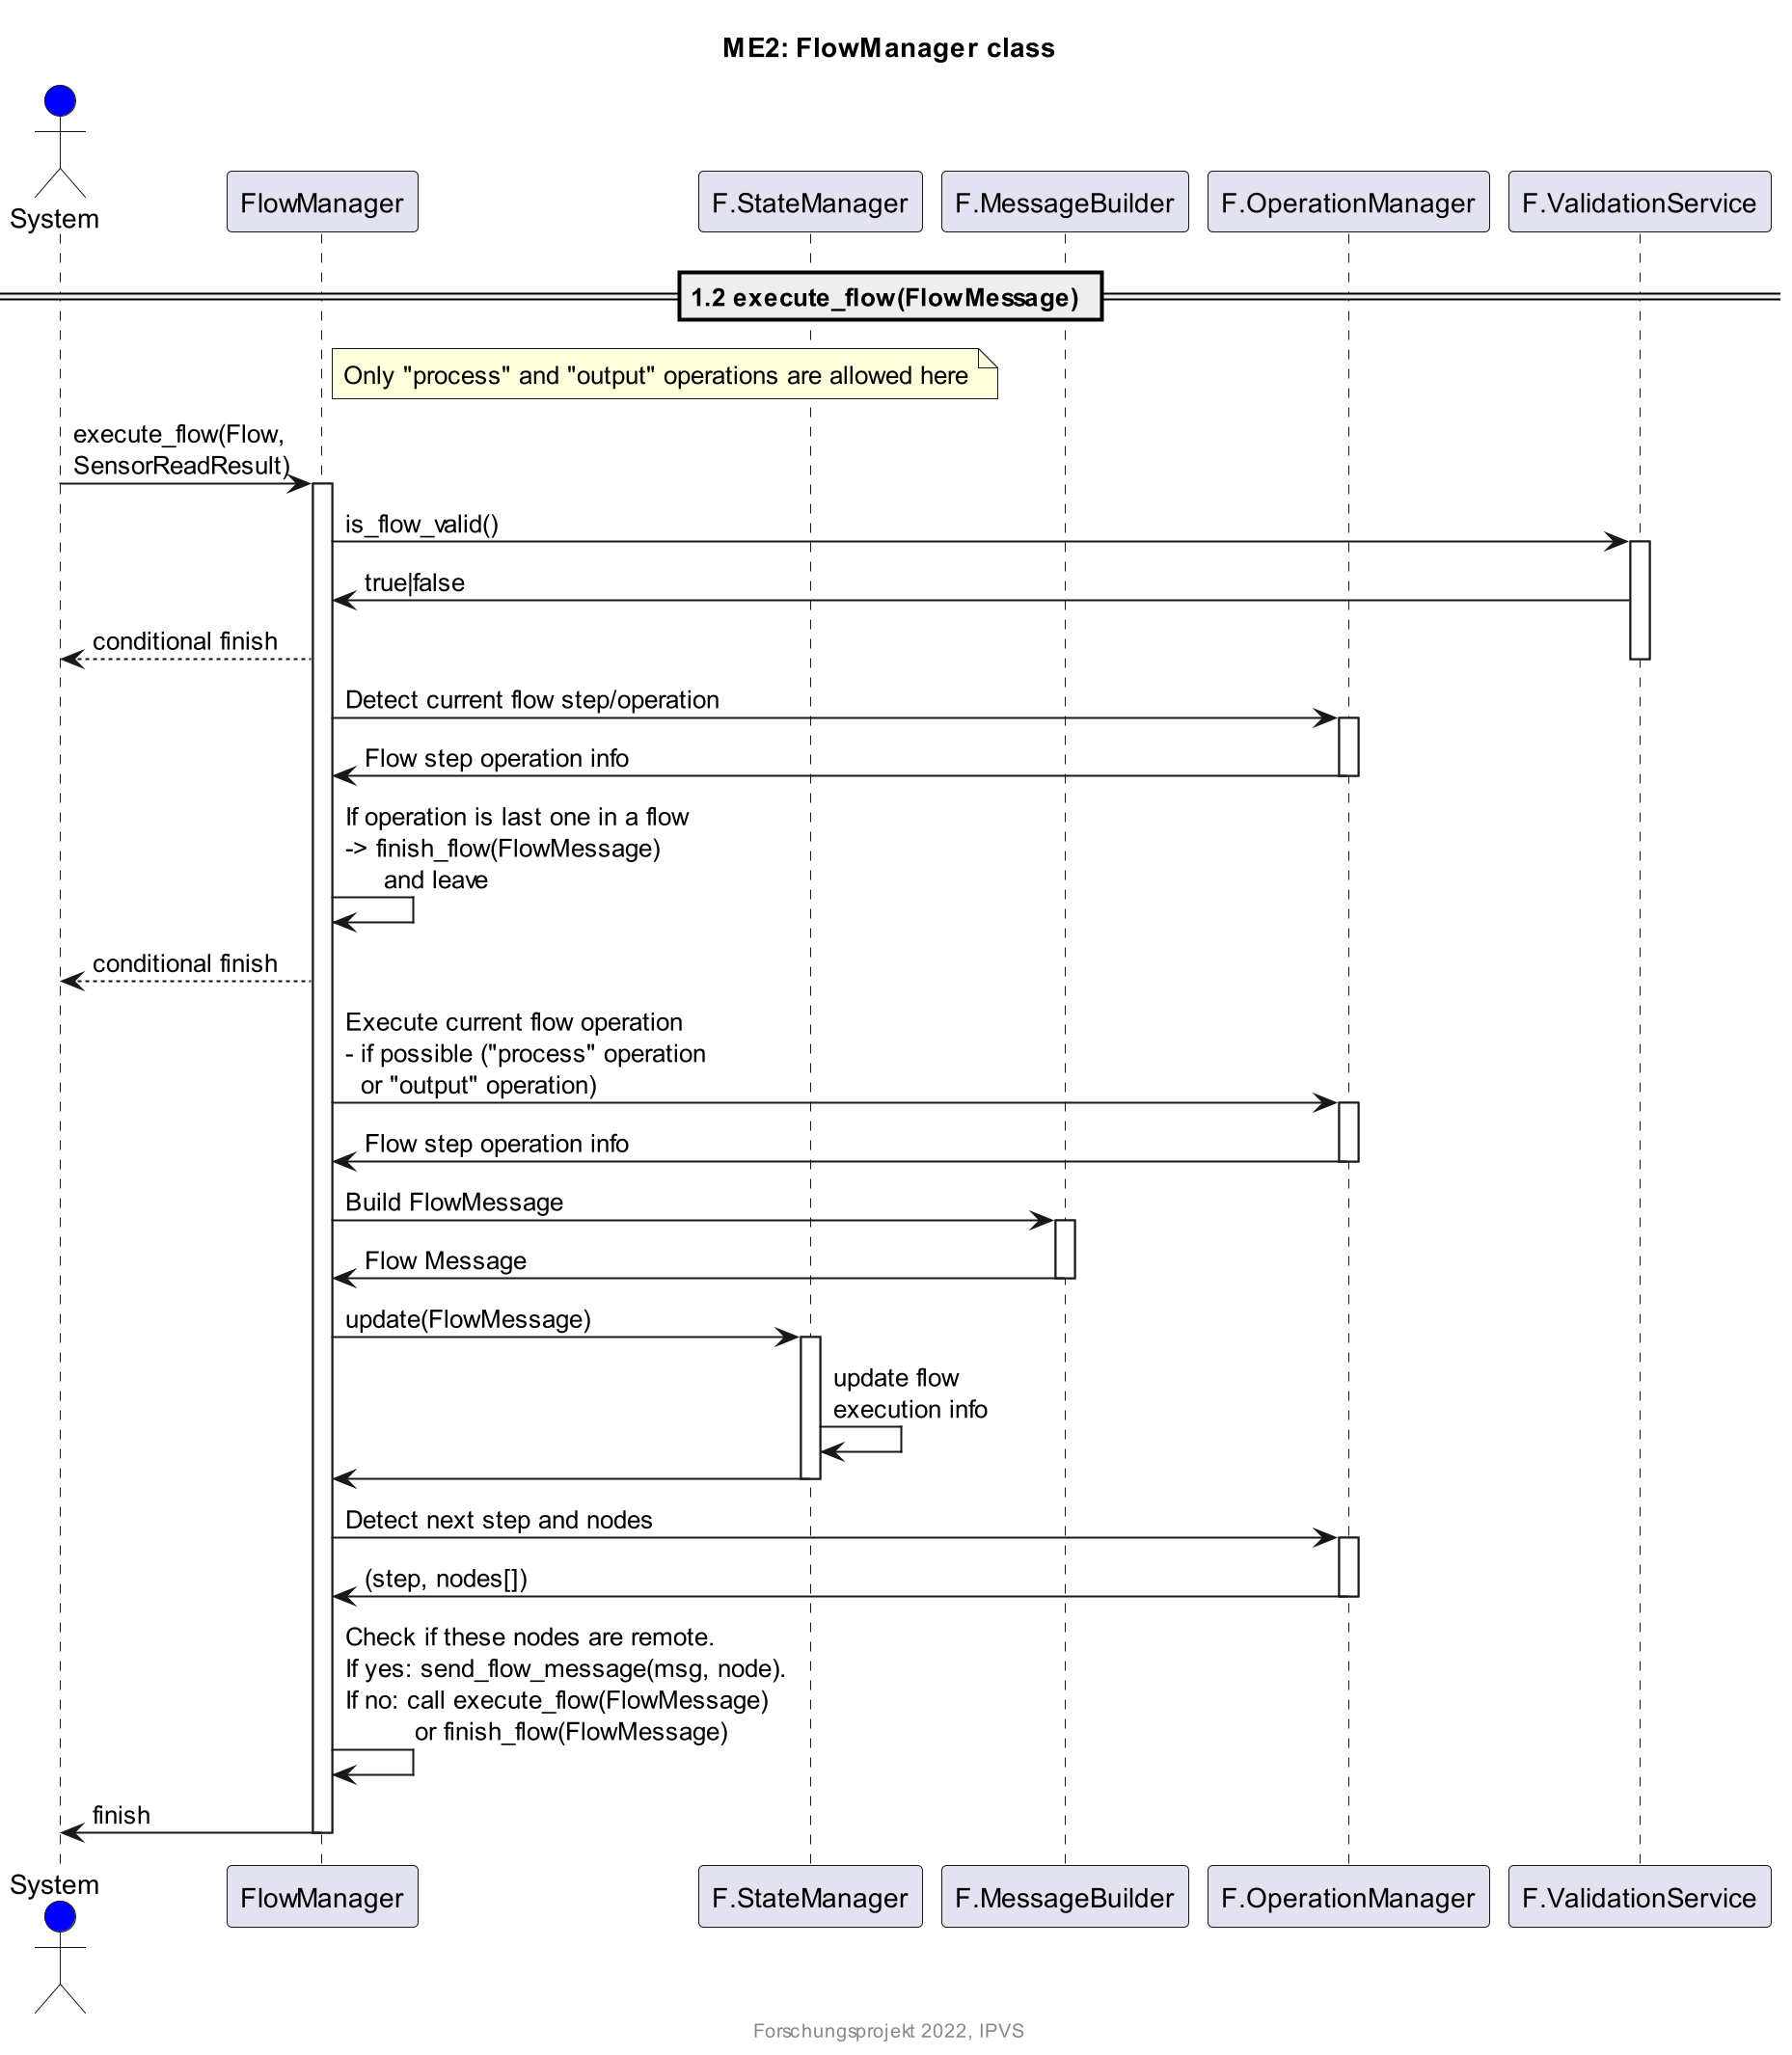 ME2: FlowManager class
System
FlowManager
F.StateManager
F.MessageBuilder
F.OperationManager
F.ValidationService
1.2 execute_flow(FlowMessage)
Only "process" and "output" operations are allowed here
execute_flow(Flow,
SensorReadResult)
is_flow_valid()
true|false
conditional finish
Detect current flow step/operation
Flow step operation info
If operation is last one in a flow
-> finish_flow(FlowMessage)
and leave
conditional finish
Execute current flow operation
- if possible ("process" operation
or "output" operation)
Flow step operation info
Build FlowMessage
Flow Message
update(FlowMessage)
update flow
execution info
Detect next step and nodes
(step, nodes[])
Check if these nodes are remote.
If yes: send_flow_message(msg, node).
If no: call execute_flow(FlowMessage)
or finish_flow(FlowMessage)
finish
System
FlowManager
F.StateManager
F.MessageBuilder
F.OperationManager
F.ValidationService
Forschungsprojekt 2022, IPVS